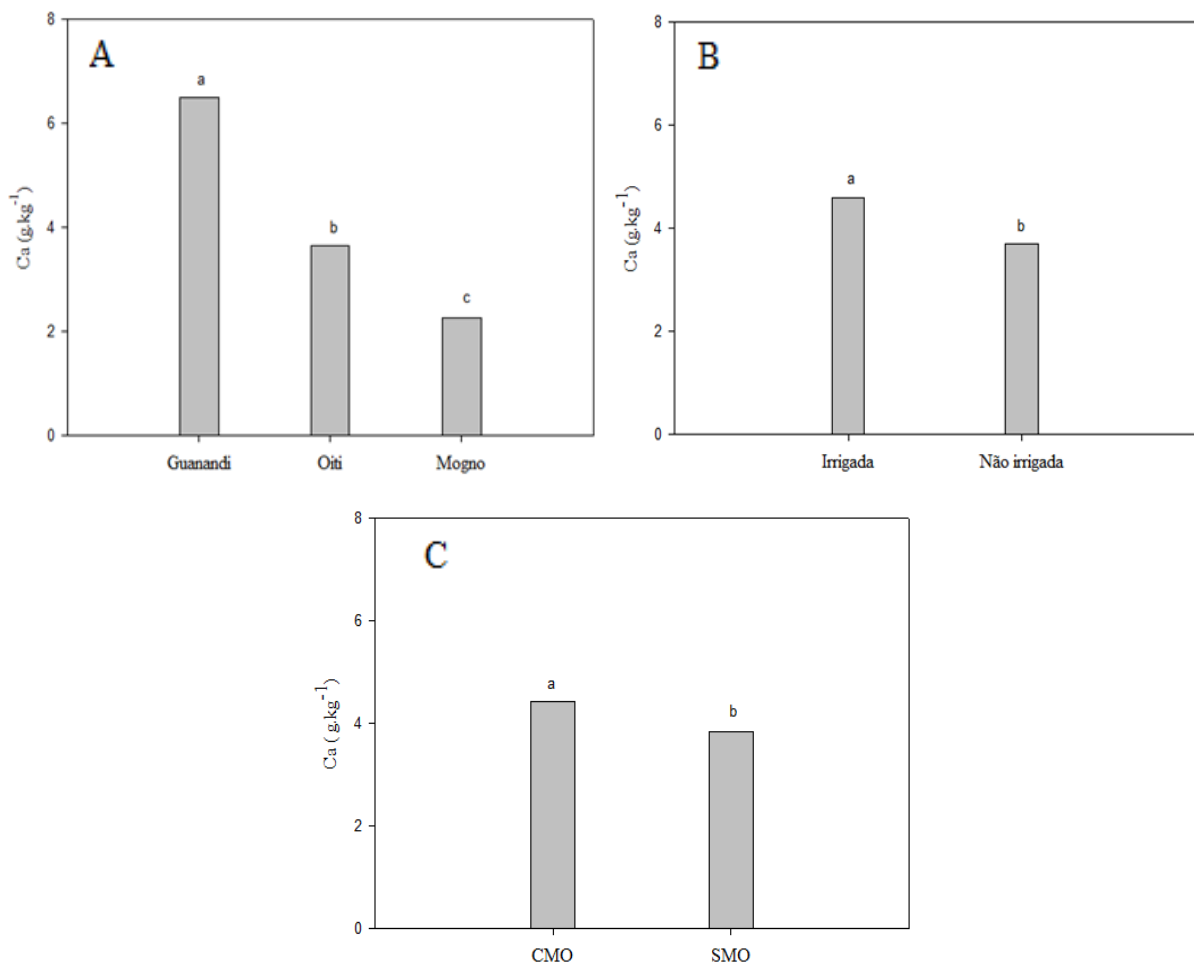 A
8
6
4
2
0
Ca (g.kg⁻¹)
a
b
c
Guanandi Oiti Mogno
B
8
6
4
2
0
Ca (g.kg⁻¹)
a
b
Irrigada Não irrigada
C
8
6
4
2
0
Ca ( g.kg⁻¹)
a
b
CMO SMO